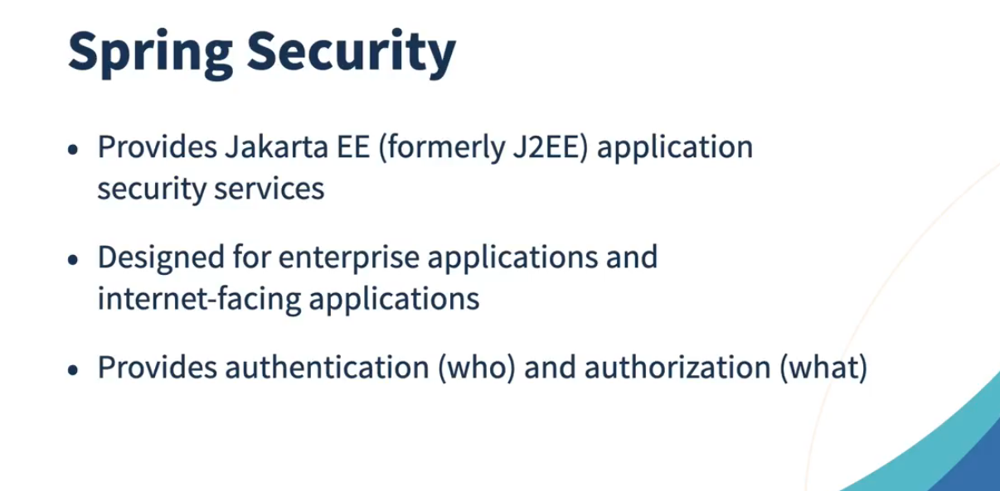 Spring Security
• Provides Jakarta EE (formerly J2EE) application
security services
• Designed for enterprise applications and
internet-facing applications
• Provides authentication (who) and authorization (what)